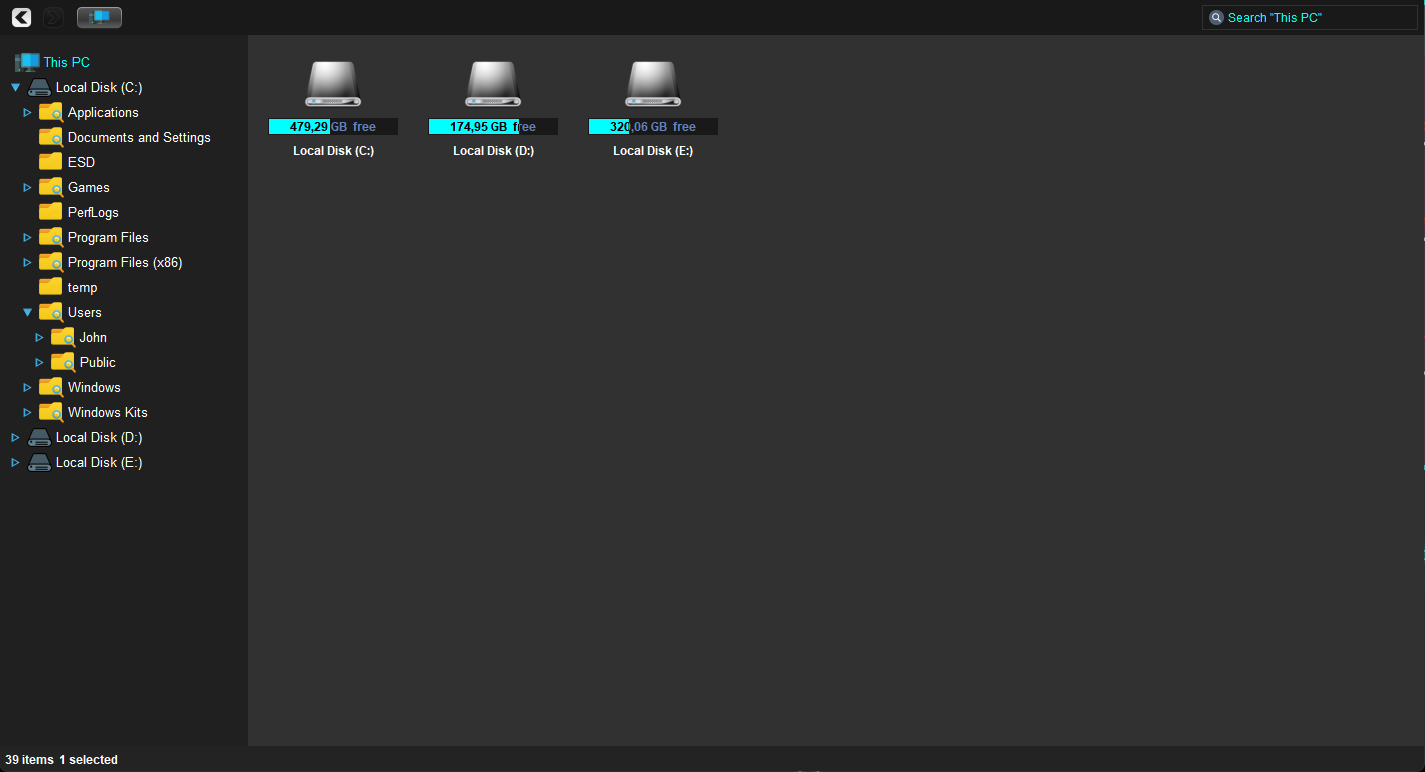 Search "This PC"
This PC
Local Disk (C:)
Applications
Documents and Settings
ESD
Games
PerfLogs
Program Files
Program Files (x86)
temp
Users
John
Public
Windows
Windows Kits
Local Disk (D:)
Local Disk (E:)
479,29 GB free
Local Disk (C:)
174,95 GB free
Local Disk (D:)
320,06 GB free
Local Disk (E:)
39 items 1 selected